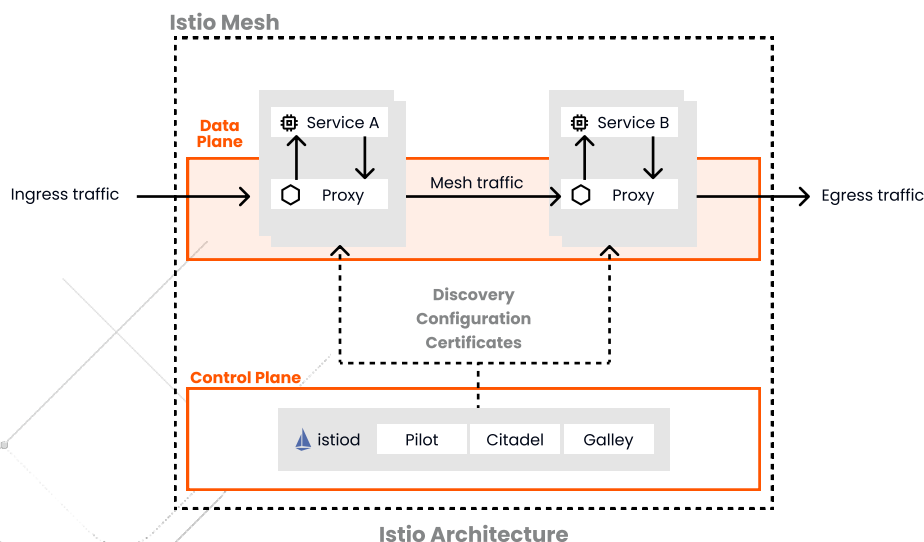 Istio Mesh
Data
Plane
Service A
Service B
Ingress traffic
Proxy
Mesh traffic
Proxy
Egress traffic
Discovery
Configuration
Certificates
Control Plane
istiod
Pilot
Citadel
Galley
Istio Architecture